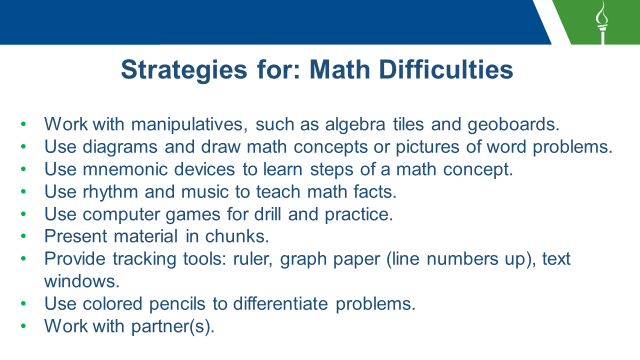 Strategies for: Math Difficulties
• Work with manipulatives, such as algebra tiles and geoboards.
• Use diagrams and draw math concepts or pictures of word problems.
• Use mnemonic devices to learn steps of a math concept.
• Use rhythm and music to teach math facts.
• Use computer games for drill and practice.
• Present material in chunks.
• Provide tracking tools: ruler, graph paper (line numbers up), text
windows.
• Use colored pencils to differentiate problems.
• Work with partner(s).